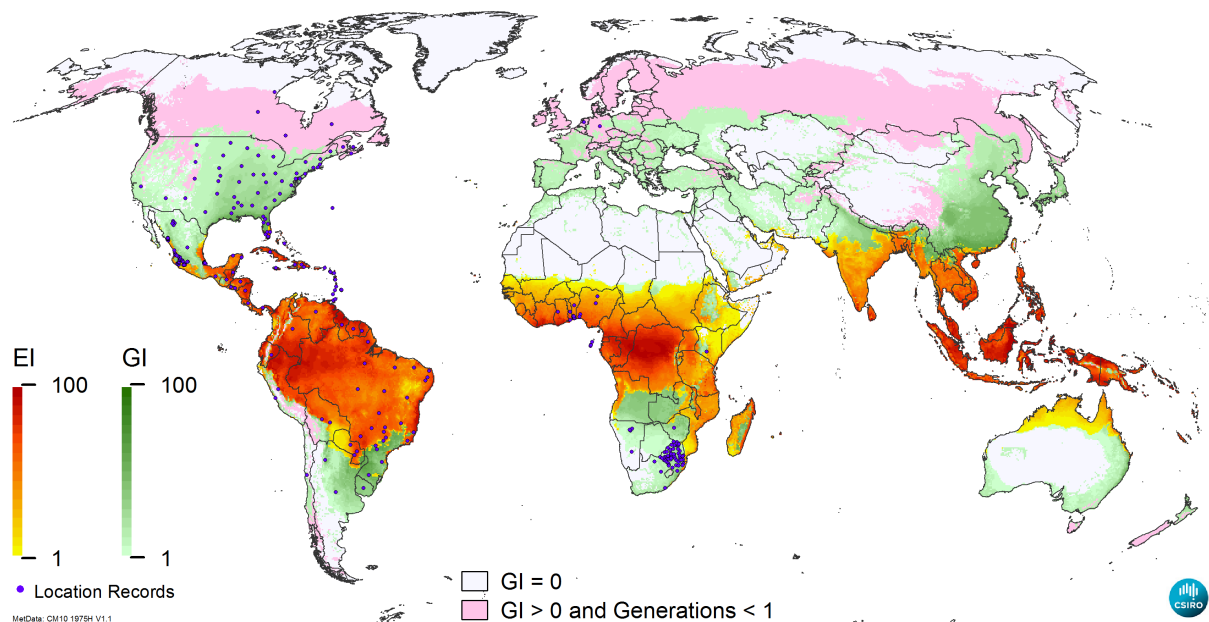 EI
GI
100
100
1
1
Location Records
MetData: CM10 1975H V1.1
GI = 0
GI > 0 and Generations < 1
CSIRO